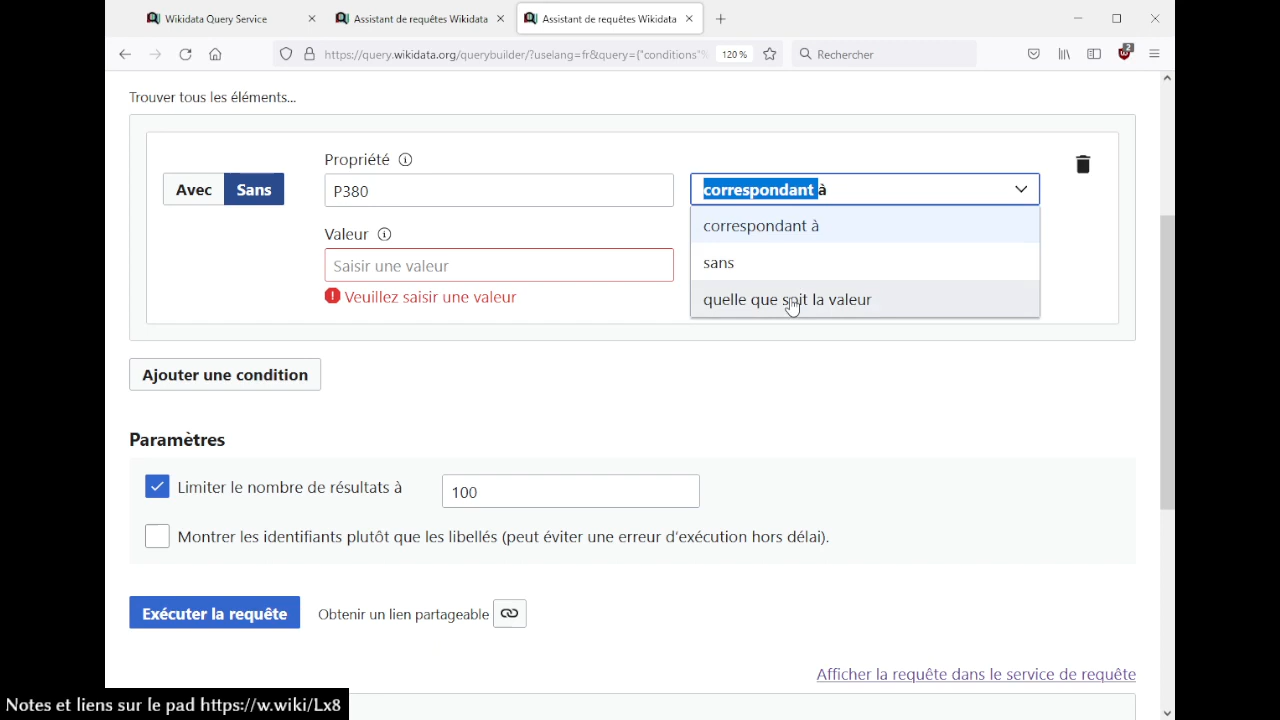 Wikidata Query Service
Assistant de requêtes Wikidata
Assistant de requêtes Wikidata
https://query.wikidata.org/querybuilder/?uselang=fr&query={"conditions"%
120 %
Rechercher
2
Trouver tous les éléments...
Propriété
Avec
Sans
P380
correspondant à
correspondant à
sans
quelle que soit la valeur
Valeur
Saisir une valeur
Veuillez saisir une valeur
Ajouter une condition
Paramètres
Limiter le nombre de résultats à
100
Montrer les identifiants plutôt que les libellés (peut éviter une erreur d'exécution hors délai).
Exécuter la requête
Obtenir un lien partageable
Afficher la requête dans le service de requête
Notes et liens sur le pad https://w.wiki/Lx8